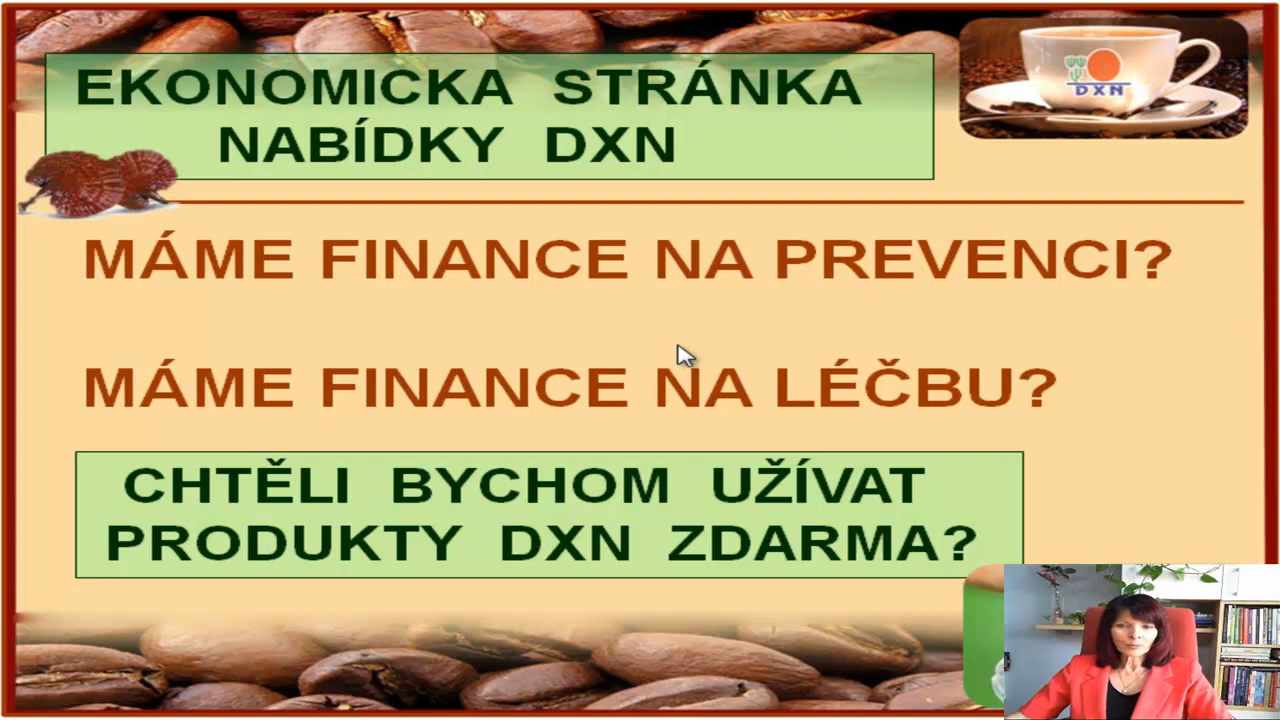 EKONOMICKA STRÁNKA
NABÍDKY DXN
DXN
MÁME FINANCE NA PREVENCI?
MÁME FINANCE NA LÉČBU?
CHTĚLI BYCHOM UŽÍVAT
PRODUKTY DXN ZDARMA?